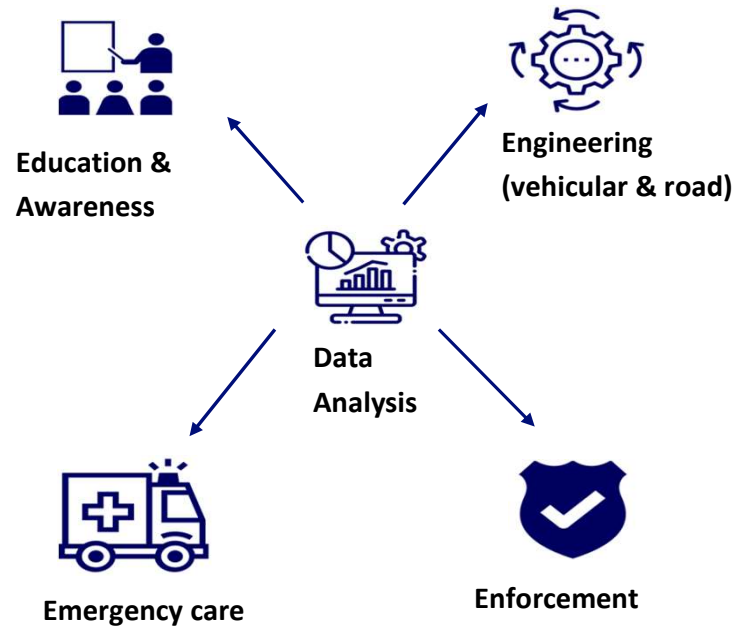 Education &
Awareness
Engineering
(vehicular & road)
Data
Analysis
Emergency care
Enforcement